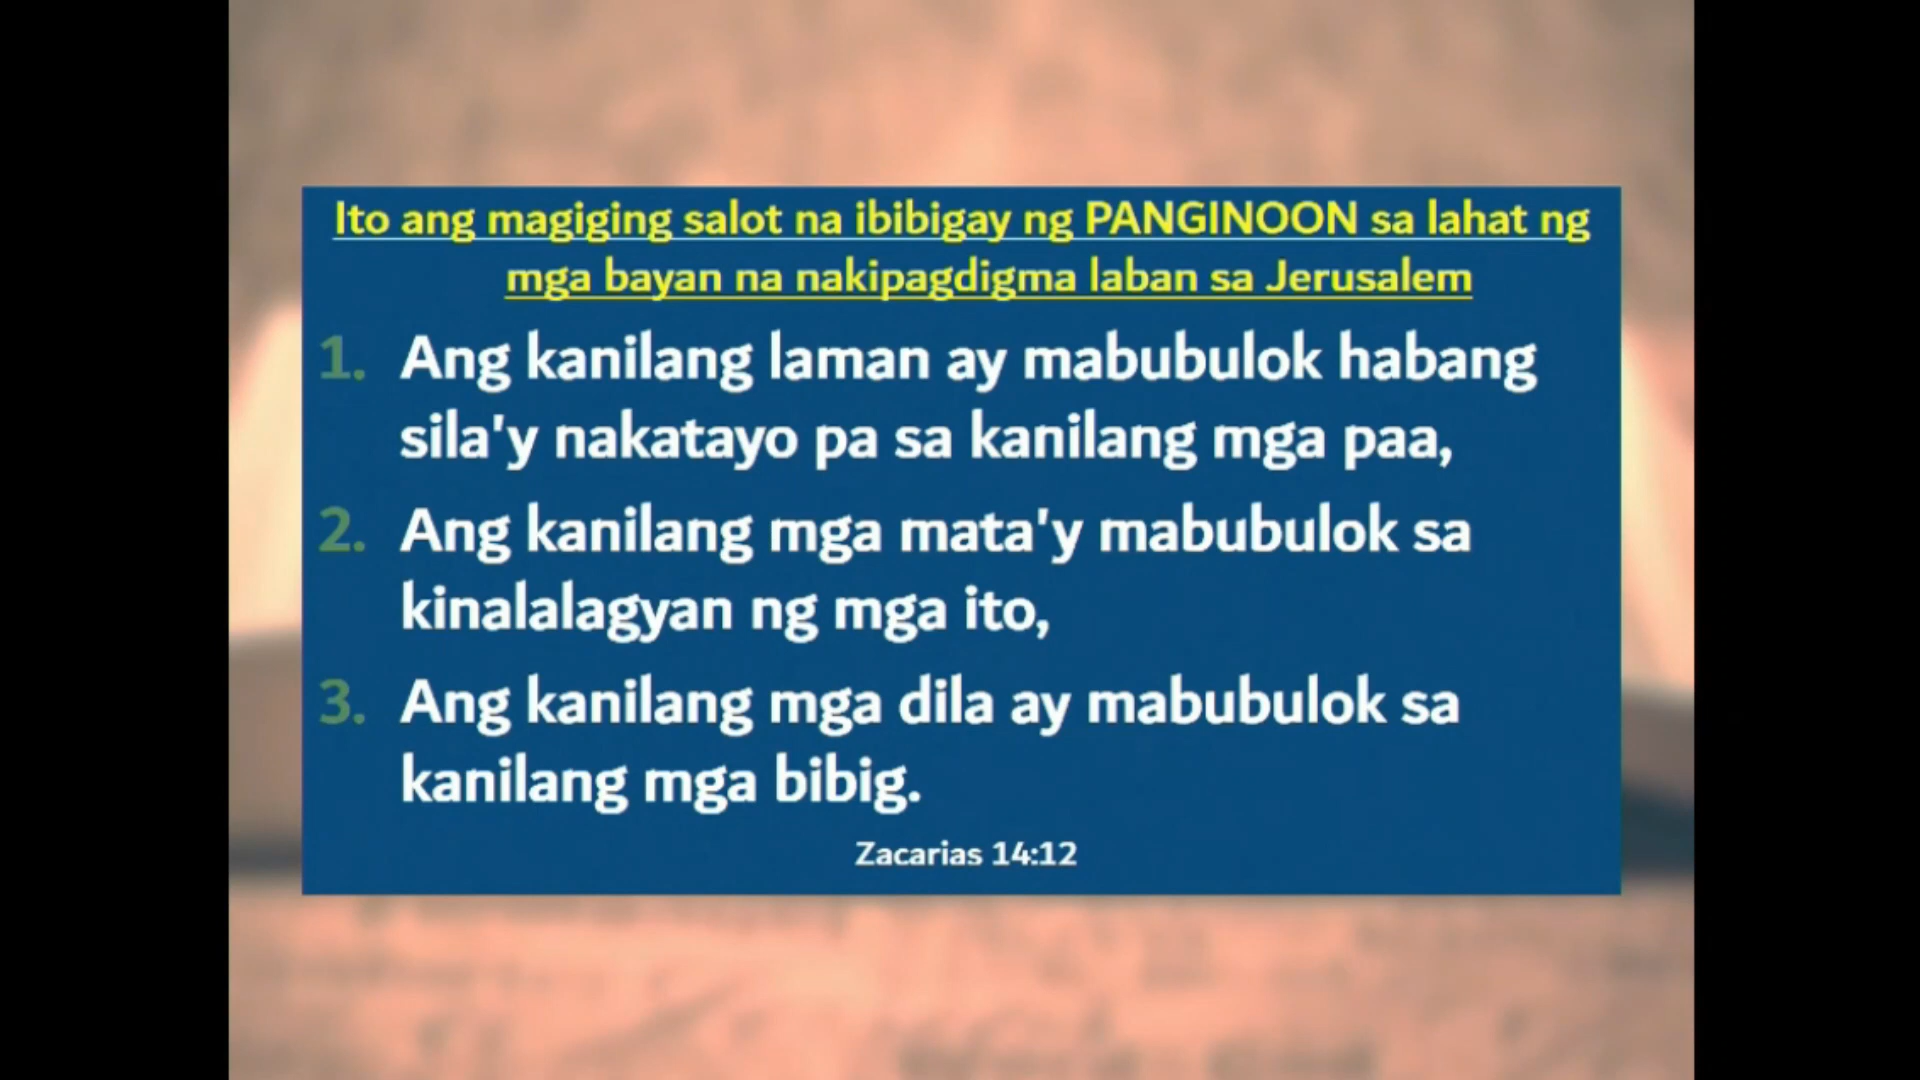 Ito ang magiging salot na ibibigay ng PANGINOON sa lahat ng
mga bayan na nakipagdigma laban sa Jerusalem
1. Ang kanilang laman ay mabubulok habang
sila'y nakatayo pa sa kanilang mga paa,
2. Ang kanilang mga mata'y mabubulok sa
kinalalagyan ng mga ito,
3. Ang kanilang mga dila ay mabubulok sa
kanilang mga bibig.
Zacarias 14:12